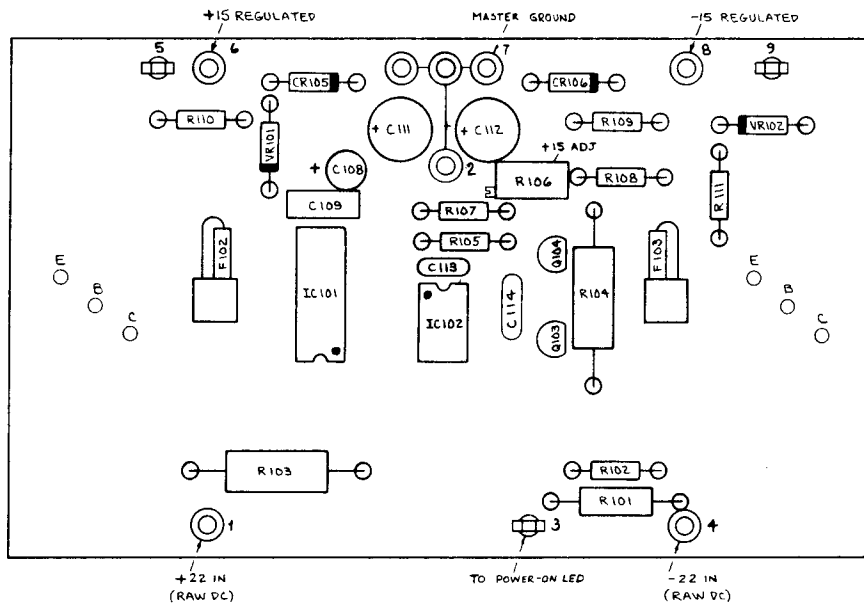 +15 REGULATED
MASTER GROUND
-15 REGULATED
5
6
7
8
9
CR105
CR106
R110
VR101
+ C111
+ C112
R109
VR102
+15 ADJ
+
C108
2
R106
R108
R111
C109
R107
F102
R105
Q104
F103
E
B
C
IC101
C113
IC102
C114
R104
Q103
E
B
C
R103
R102
R101
1
3
4
+22 IN
(RAW DC)
TO POWER-ON LED
-22 IN
(RAW DC)